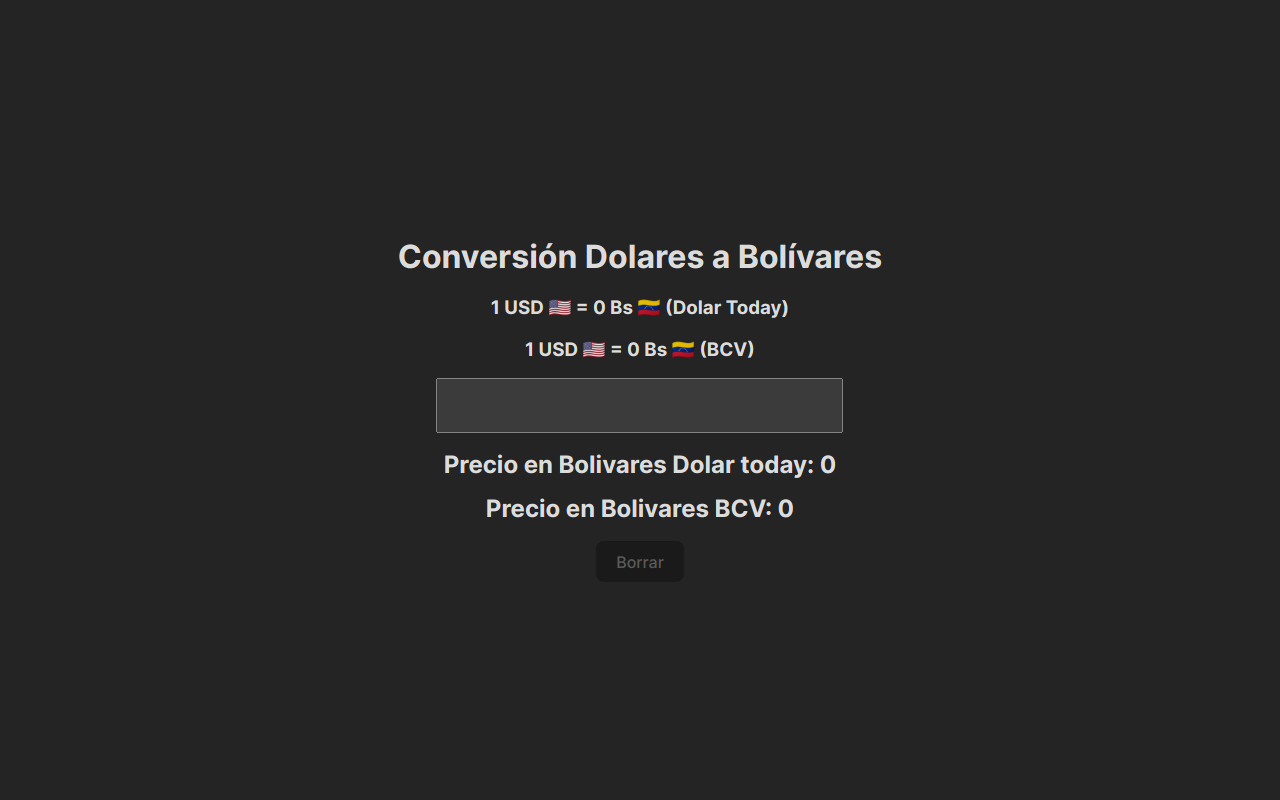 Conversión Dolares a Bolívares
1 USD 🇺🇸 = 0 Bs 🇻🇪 (Dolar Today)
1 USD 🇺🇸 = 0 Bs 🇻🇪 (BCV)
Precio en Bolivares Dolar today: 0
Precio en Bolivares BCV: 0
Borrar